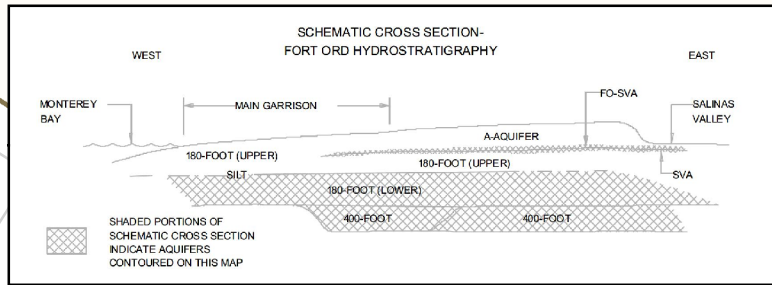 SCHEMATIC CROSS SECTION-
FORT ORD HYDROSTRATIGRAPHY
WEST
EAST
MONTEREY
BAY
MAIN GARRISON
FO-SVA
SALINAS
VALLEY
A-AQUIFER
180-FOOT (UPPER)
180-FOOT (UPPER)
SILT
SVA
180-FOOT (LOWER)
400-FOOT
400-FOOT
SHADED PORTIONS OF
SCHEMATIC CROSS SECTION
INDICATE AQUIFERS
CONTOURED ON THIS MAP